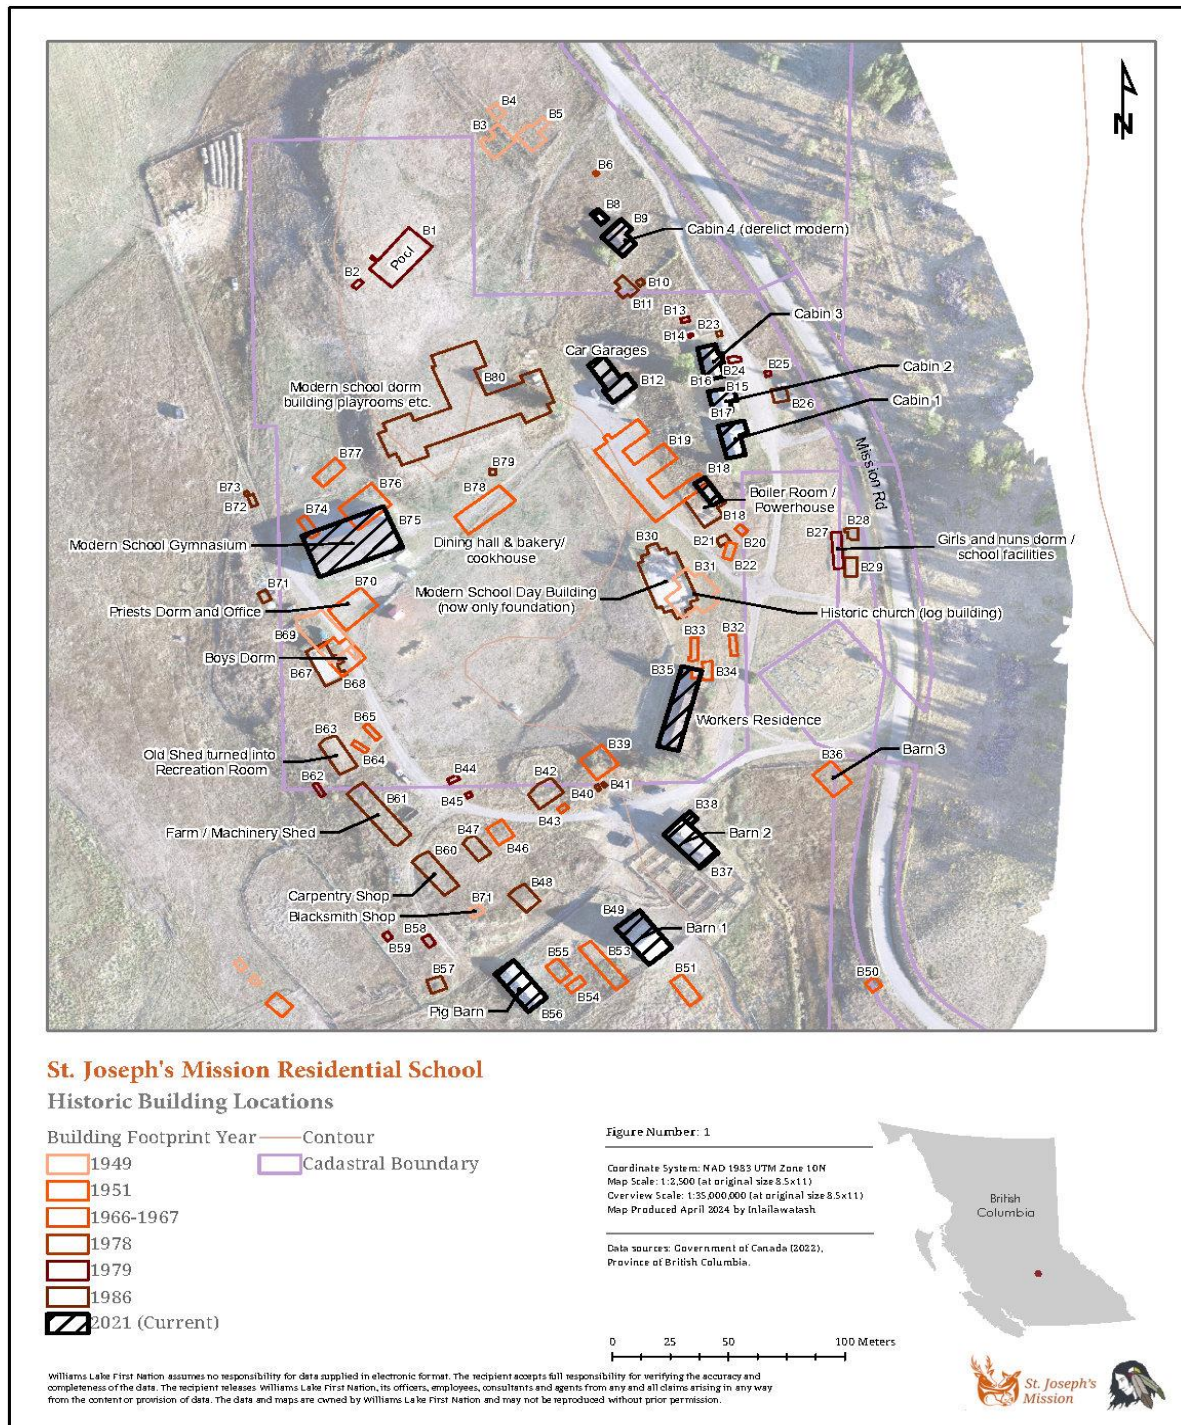 B4
B3
B5
B6
B8
B9
Cabin 4 (derelict modern)
N
B1
Pool
B2
B10
B11
B13
B14
B23
Cabin 3
Car Garages
B12
B24
B25
B16
B15
Cabin 2
B17
B26
Cabin 1
Modern school dorm
building playrooms etc.
B80
B19
Mission Rd
B77
B79
B78
B76
B73
B72
B74
B75
B18
Boiler Room /
Powerhouse
B18
Modern School Gymnasium
Dining hall & bakery/
cookhouse
B30
B21
B20
B22
B27
B28
Girls and nuns dorm /
school facilities
B29
B71
B70
Priests Dorm and Office
Modern School Day Building
(now only foundation)
B31
Historic church (log building)
B69
Boys Dorm
B67
B68
B33
B32
B35
B34
Workers Residence
B65
B63
B64
Old Shed turned into
Recreation Room
B62
B61
B44
B45
B42
B39
B40
B41
B43
B36
Barn 3
Farm / Machinery Shed
B47
B46
B38
Barn 2
B37
B60
Carpentry Shop
B71
B48
Blacksmith Shop
B58
B59
B49
Barn 1
B57
B55
B53
B54
B51
B50
Pig Barn
B56
St. Joseph's Mission Residential School
Historic Building Locations
Building Footprint Year
1949
1951
1966-1967
1978
1979
1986
2021 (Current)
Contour
Cadastral Boundary
Figure Number: 1
Coordinate System: NAD 1983 UTM Zone 10N
Map Scale: 1:2,500 (at original size 8.5x11)
Overview Scale: 1:35,000,000 (at original size 8.5x11)
Map Produced April 2024 by Inlailawatash
Data sources: Government of Canada (2022),
Province of British Columbia.
0 25 50 100 Meters
British
Columbia
St. Joseph's
Mission
Williams Lake First Nation assumes no responsibility for data supplied in electronic format. The recipient accepts full responsibility for verifying the accuracy and
completeness of the data. The recipient releases Williams Lake First Nation, its officers, employees, consultants and agents from any and all claims arising in any way
from the content or provision of data. The data and maps are owned by Williams Lake First Nation and may not be reproduced without prior permission.